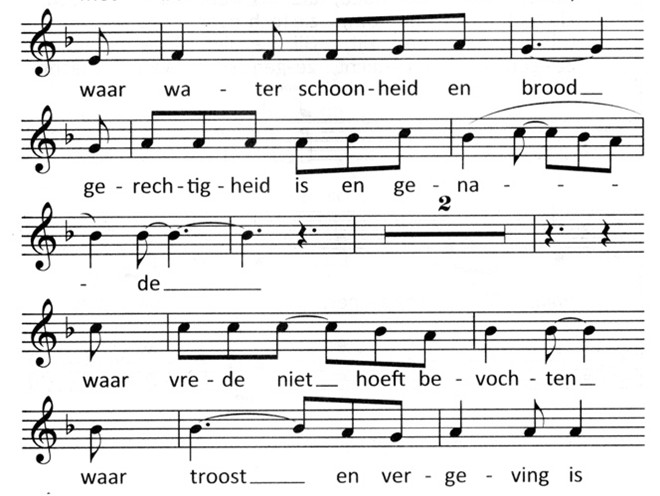 waar wa - ter schoon - heid en brood
ge - rech - tig - heid is en ge - na - - -
2
- de
waar vre - de niet hoeft be - voch - ten
waar troost en ver - ge - ving is